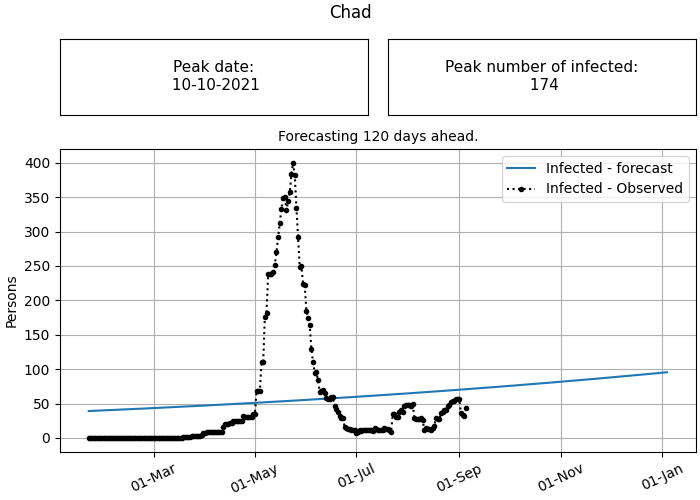 Chad
Peak date:
10-10-2021
Peak number of infected:
174
Forecasting 120 days ahead.
Infected - forecast
Infected - Observed
Persons
400
350
300
250
200
150
100
50
0
01-Mar
01-May
01-Jul
01-Sep
01-Nov
01-Jan